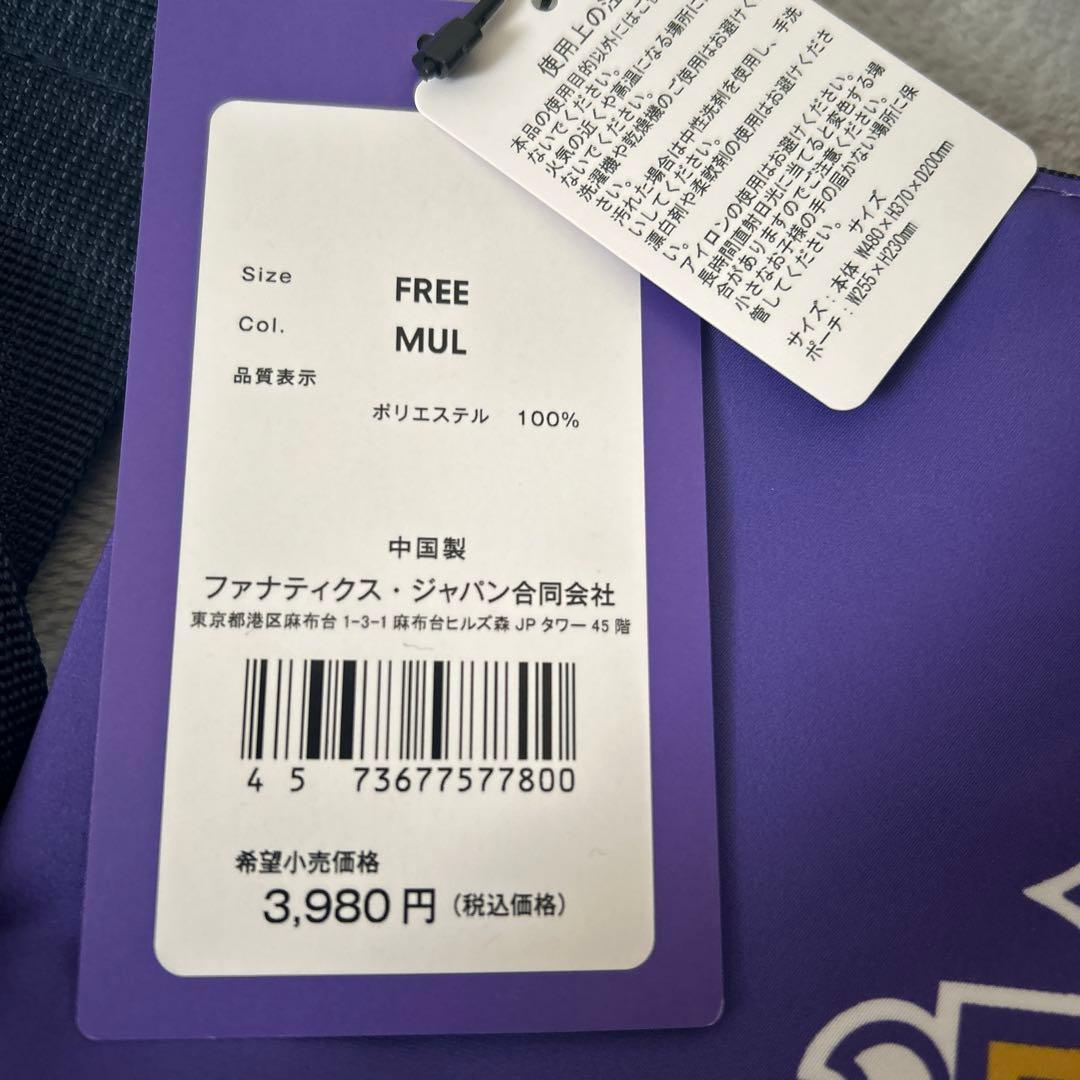 Size FREE
Col. MUL
品質表示
ポリエステル 100%
中国製
ファナティクス・ジャパン合同会社
東京都港区麻布台1-3-1麻布台ヒルズ森JPタワー45階
45 73677577800
希望小売価格
3,980円(税込価格)
使用上の注
本品の使用目的以外にはご
ないでください。
火気の近くや高温になる場所に
ないでください。
洗濯機や乾燥機のご使用はお避けく
さい。
汚れた場合は中性洗剤を使用し、手洗
いしてください。
漂白剤や柔軟剤の使用はお避けくださ
い。
アイロンの使用はお避けください。
長時間直射日光に当てると変色する場
合がありますのでご注意ください。
小さなお子様の手の届かない場所に保
管してください。
サイズ
サイズ:本体 W480×H370×D200mm
ポーチ:W255×H230mm